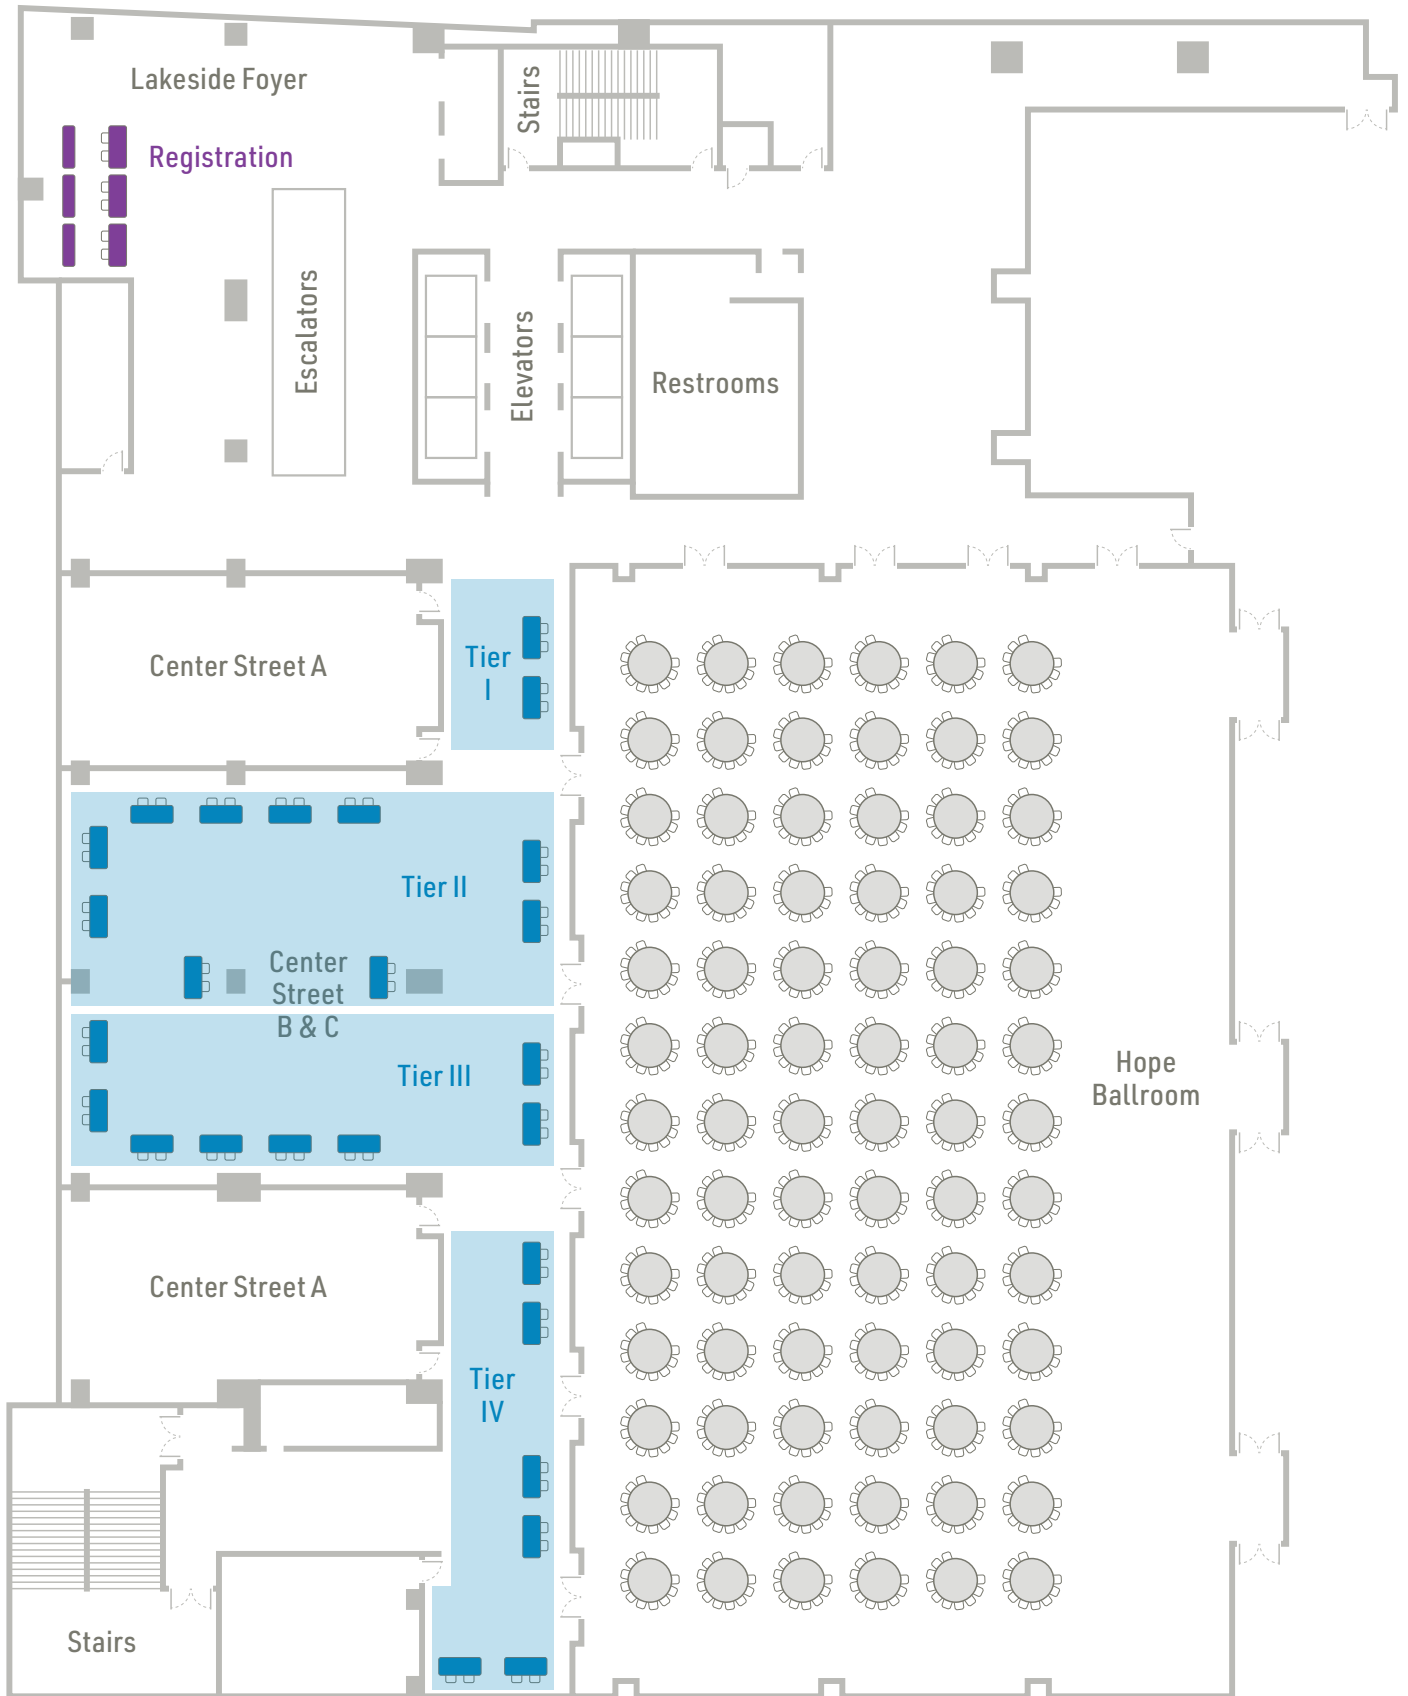 Lakeside Foyer
Stairs
Registration
Escalators
Elevators
Restrooms
Center Street A
Tier
I
Tier II
Center
Street
B & C
Tier III
Hope
Ballroom
Center Street A
Tier
IV
Stairs